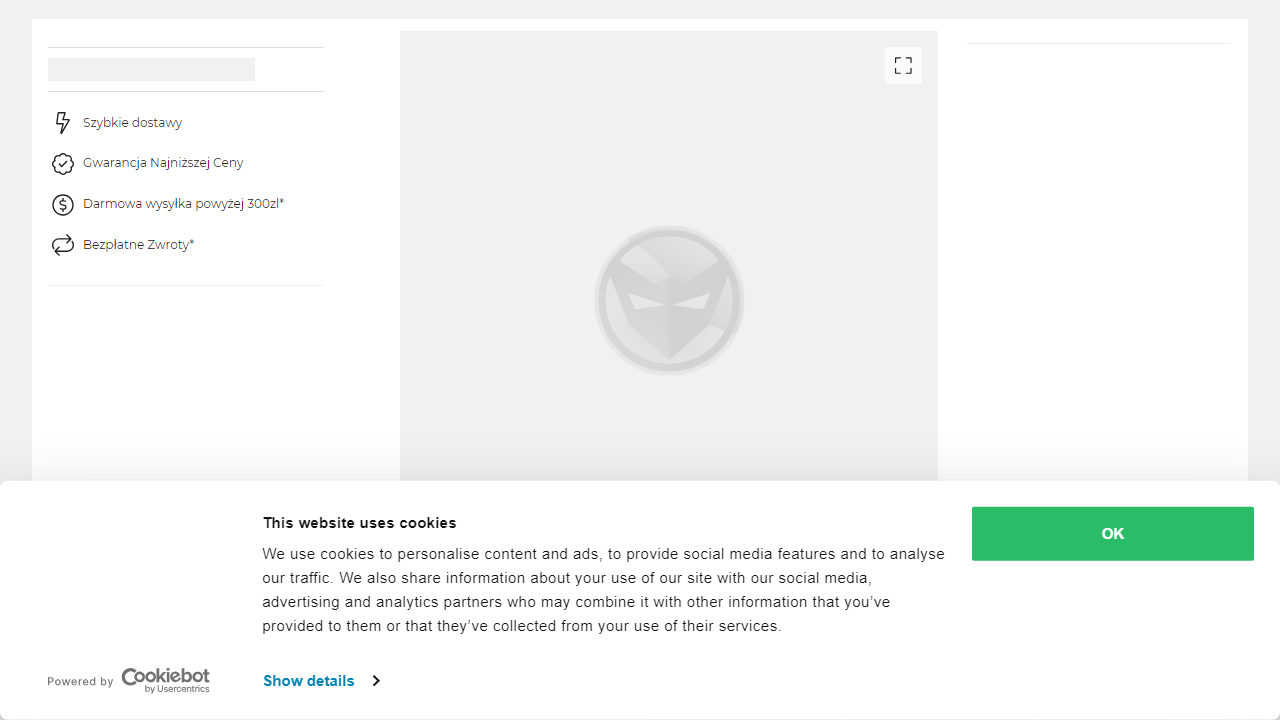 Szybkie dostawy
Gwarancja Najniższej Ceny
Darmowa wysyłka powyżej 300zl*
Bezpłatne Zwroty*
This website uses cookies
We use cookies to personalise content and ads, to provide social media features and to analyse
our traffic. We also share information about your use of our site with our social media,
advertising and analytics partners who may combine it with other information that you’ve
provided to them or that they’ve collected from your use of their services.
OK
Powered by Cookiebot
by Usercentrics
Show details